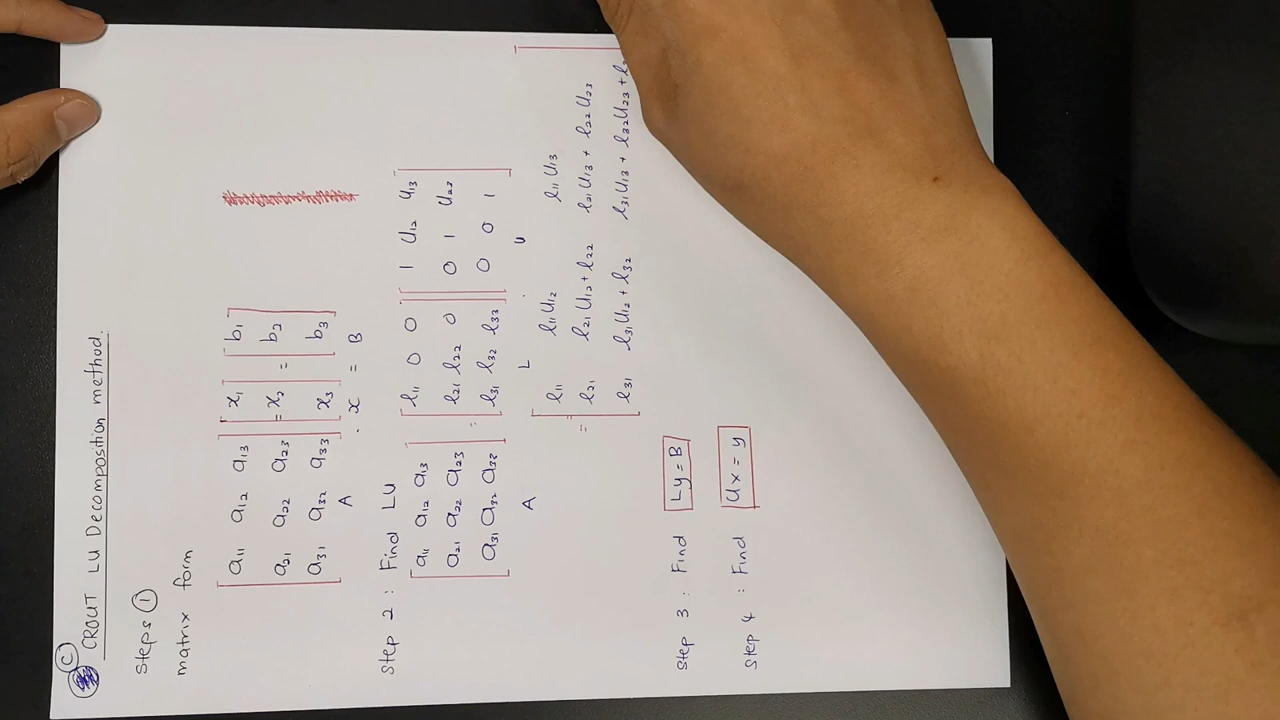 C
CROUT LU Decomposition method.
Steps 1
matrix form
a11 a12 a13 x1 b1
a21 a22 a23 = x2 = b2
a31 a32 a33 x3 b3
A . x = B
Step 2 : Find LU
a11 a12 a13 l11 0 0 1 U12 U13
a21 a22 a23 = l21 l22 0 0 1 U23
a31 a32 l31 l32 0 0 1
A L . U
l11 l11U12 l11U13
= l21 l21U12 + l22 l21U13 + l22U23
l31 l31U12 + l32 l31U13 + l32U23 +
Step 3 : Find Ly = B
Step 4 : Find Ux = y